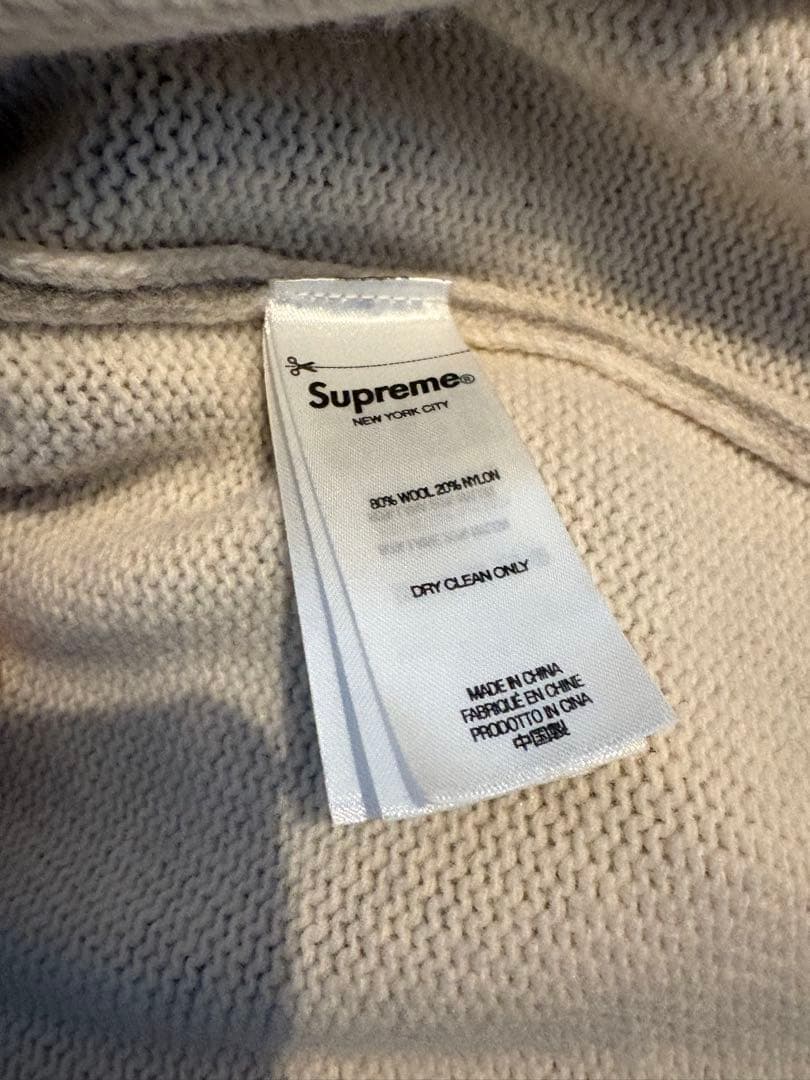 Supreme®
NEW YORK CITY
80% WOOL 20% NYLON
DRY CLEAN ONLY
MADE IN CHINA
FABRIQUÉ EN CHINE
PRODOTTO IN CINA
中国製